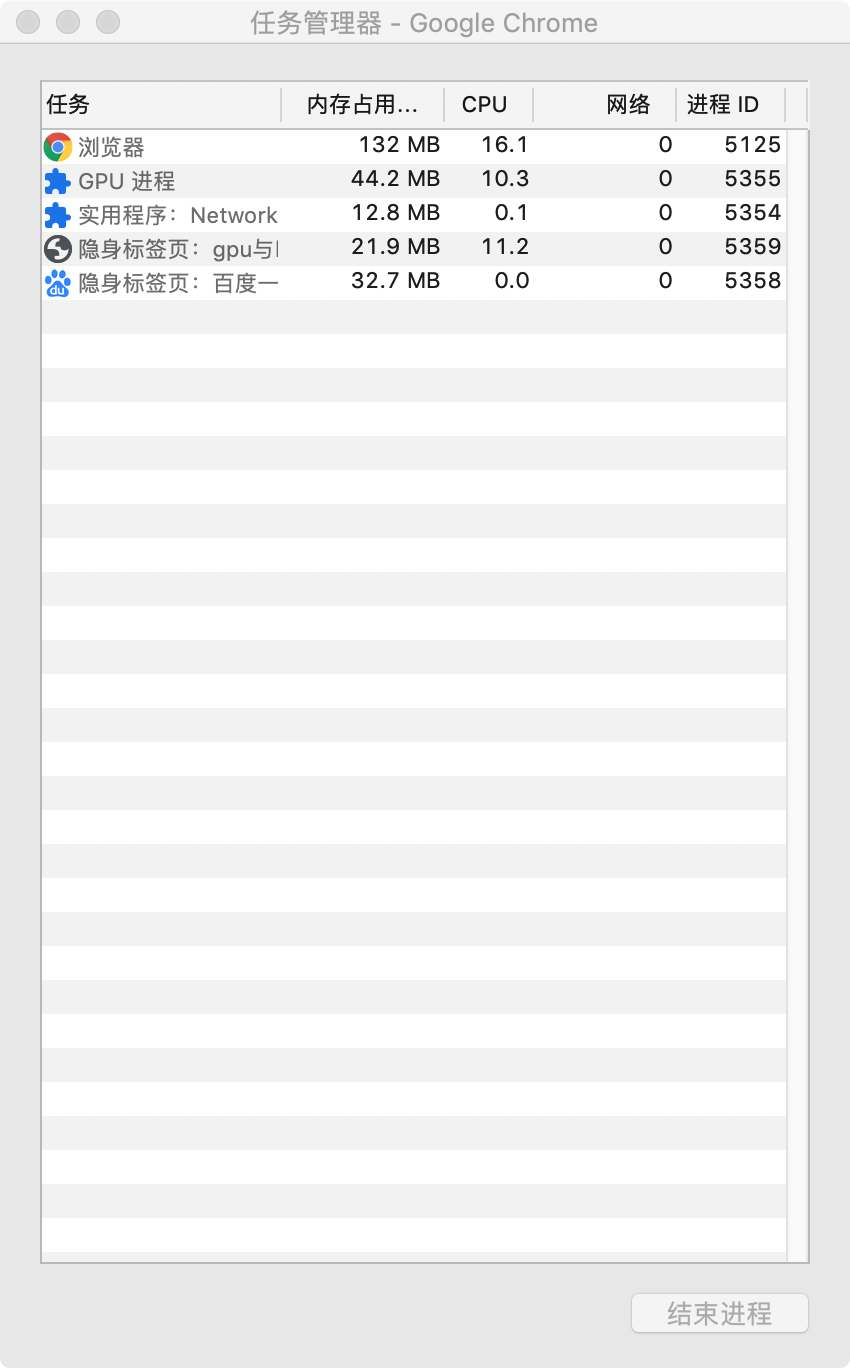 任务管理器 - Google Chrome
任务 内存占用... CPU 网络 进程 ID
浏览器 132 MB 16.1 0 5125
GPU 进程 44.2 MB 10.3 0 5355
实用程序：Network 12.8 MB 0.1 0 5354
隐身标签页：gpu与 21.9 MB 11.2 0 5359
du 隐身标签页：百度一 32.7 MB 0.0 0 5358
结束进程